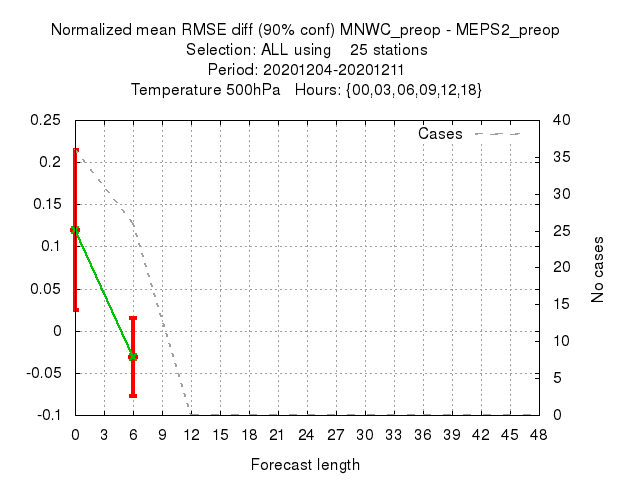 Normalized mean RMSE diff (90% conf) MNWC_preop - MEPS2_preop
Selection: ALL using    25 stations
Period: 20201204-20201211
Temperature 500hPa   Hours: {00,03,06,09,12,18}
0.25
0.2
0.15
0.1
0.05
0
-0.05
-0.1
Cases
40
35
30
25
20
15
10
5
0
No cases
0 3 6 9 12 15 18 21 24 27 30 33 36 39 42 45 48
Forecast length